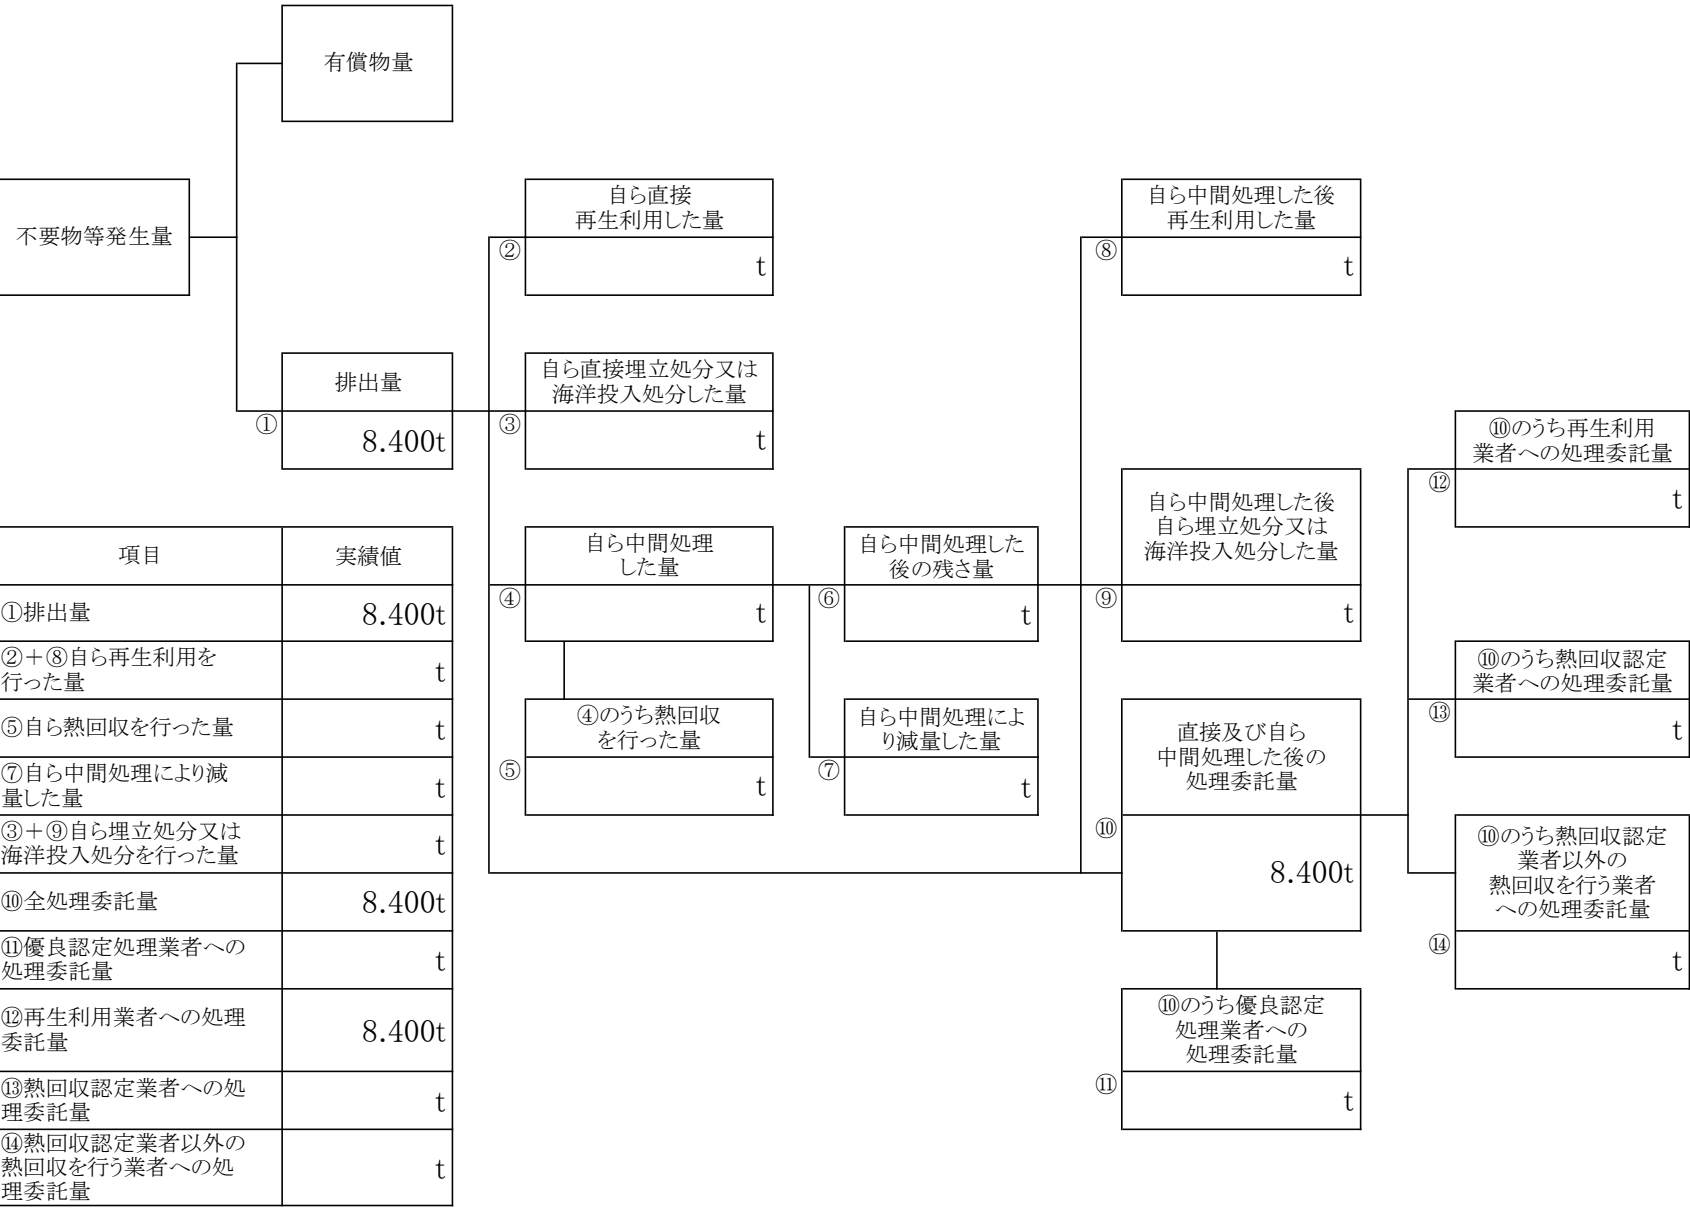 有償物量
不要物等発生量
自ら直接
再生利用した量
②
t
自ら中間処理した後
再生利用した量
⑧
t
排出量
①
8.400t
自ら直接埋立処分又は
海洋投入処分した量
③
t
⑩のうち再生利用
業者への処理委託量
⑫
t
自ら中間処理
した量
④
t
自ら中間処理した
後の残さ量
⑥
t
自ら中間処理した後
自ら埋立処分又は
海洋投入処分した量
⑨
t
⑩のうち熱回収認定
業者への処理委託量
⑬
t
④のうち熱回収
を行った量
⑤
t
自ら中間処理によ
り減量した量
⑦
t
直接及び自ら
中間処理した後の
処理委託量
⑩
8.400t
⑩のうち熱回収認定
業者以外の
熱回収を行う業者
への処理委託量
⑭
t
⑩のうち優良認定
処理業者への
処理委託量
⑪
t
項目 実績値
①排出量 8.400t
②+⑧自ら再生利用を
行った量 t
⑤自ら熱回収を行った量 t
⑦自ら中間処理により減
量した量 t
③+⑨自ら埋立処分又は
海洋投入処分を行った量 t
⑩全処理委託量 8.400t
⑪優良認定処理業者への
処理委託量 t
⑫再生利用業者への処理
委託量 8.400t
⑬熱回収認定業者への処
理委託量 t
⑭熱回収認定業者以外の
熱回収を行う業者への処
理委託量 t